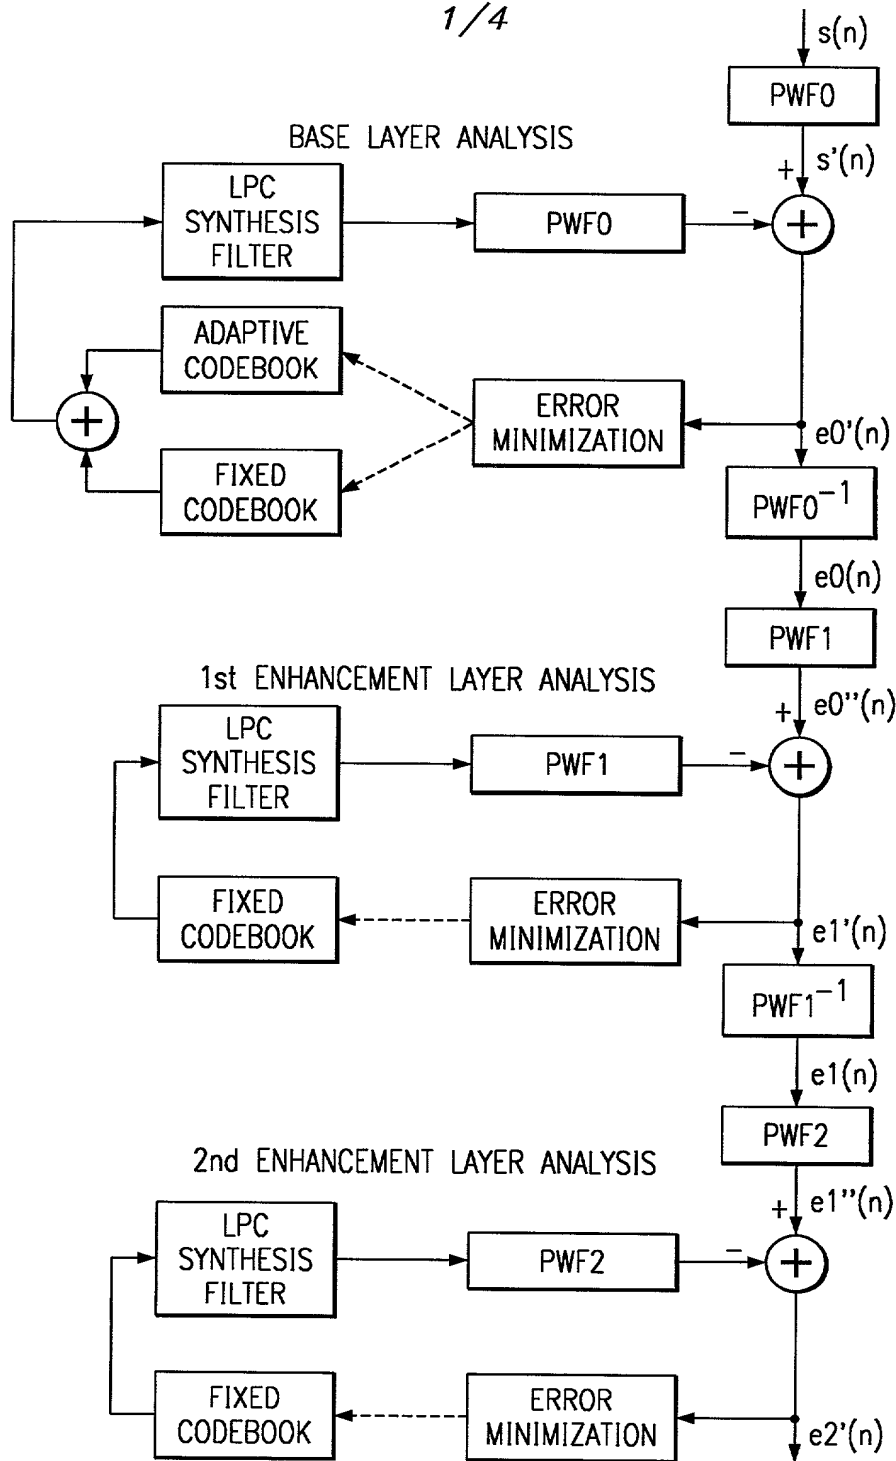 1/4
s(n)
PWF0
BASE LAYER ANALYSIS
+ s'(n)
LPC
SYNTHESIS
FILTER
PWF0
−
+
ADAPTIVE
CODEBOOK
+
ERROR
MINIMIZATION
e0'(n)
FIXED
CODEBOOK
PWF0⁻¹
e0(n)
PWF1
1st ENHANCEMENT LAYER ANALYSIS
+ e0''(n)
LPC
SYNTHESIS
FILTER
PWF1
−
+
FIXED
CODEBOOK
ERROR
MINIMIZATION
e1'(n)
PWF1⁻¹
e1(n)
PWF2
2nd ENHANCEMENT LAYER ANALYSIS
+ e1''(n)
LPC
SYNTHESIS
FILTER
PWF2
−
+
FIXED
CODEBOOK
ERROR
MINIMIZATION
e2'(n)